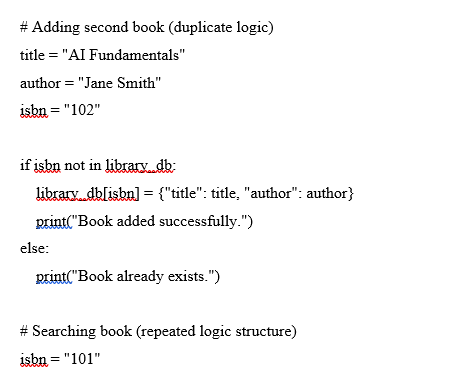 # Adding second book (duplicate logic)
title = "AI Fundamentals"
author = "Jane Smith"
isbn = "102"
if isbn not in library_db:
library_db[isbn] = {"title": title, "author": author}
print("Book added successfully.")
else:
print("Book already exists.")
# Searching book (repeated logic structure)
isbn = "101"